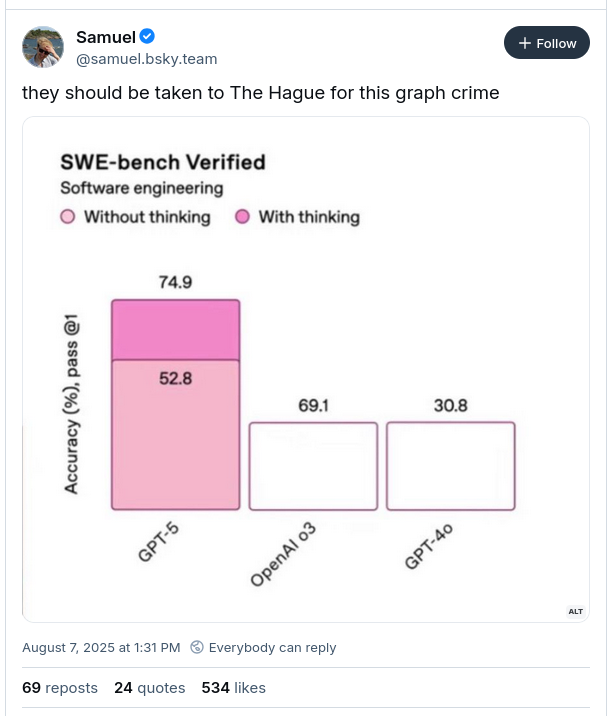 Samuel
+ Follow
@samuel.bsky.team
they should be taken to The Hague for this graph crime
SWE-bench Verified
Software engineering
Without thinking With thinking
74.9
52.8
69.1
30.8
Accuracy (%), pass @1
GPT-5
OpenAI o3
GPT-4o
ALT
August 7, 2025 at 1:31 PM Everybody can reply
69 reposts 24 quotes 534 likes